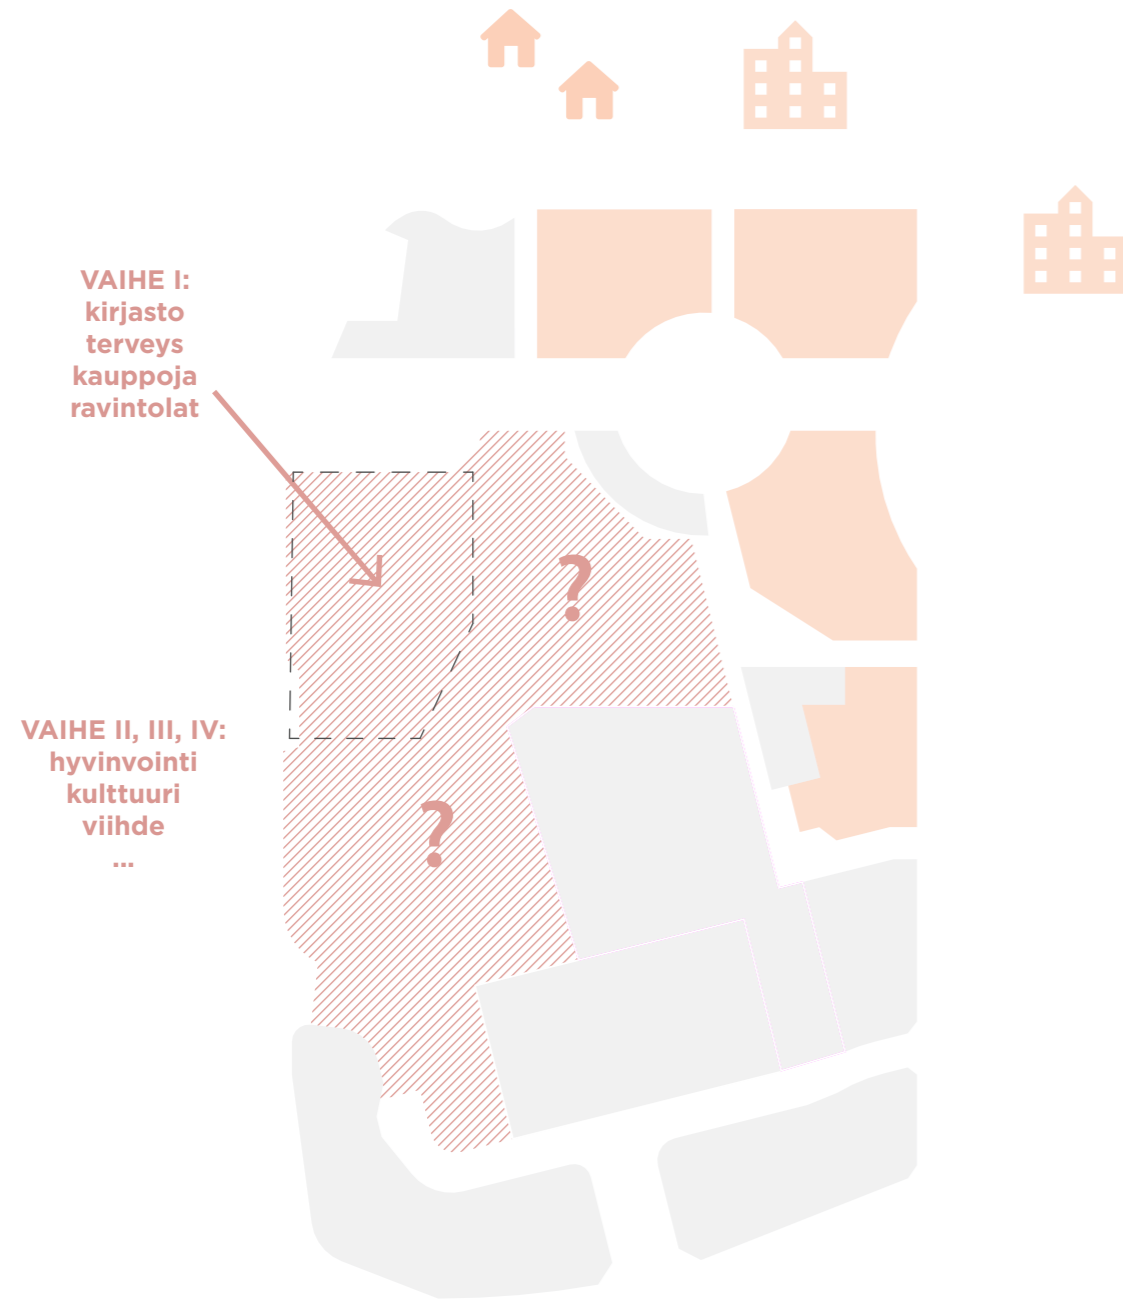 VAIHE I:
kirjasto
terveys
kauppoja
ravintolat
?
VAIHE II, III, IV:
hyvinvointi
kulttuuri
viihde
...
?